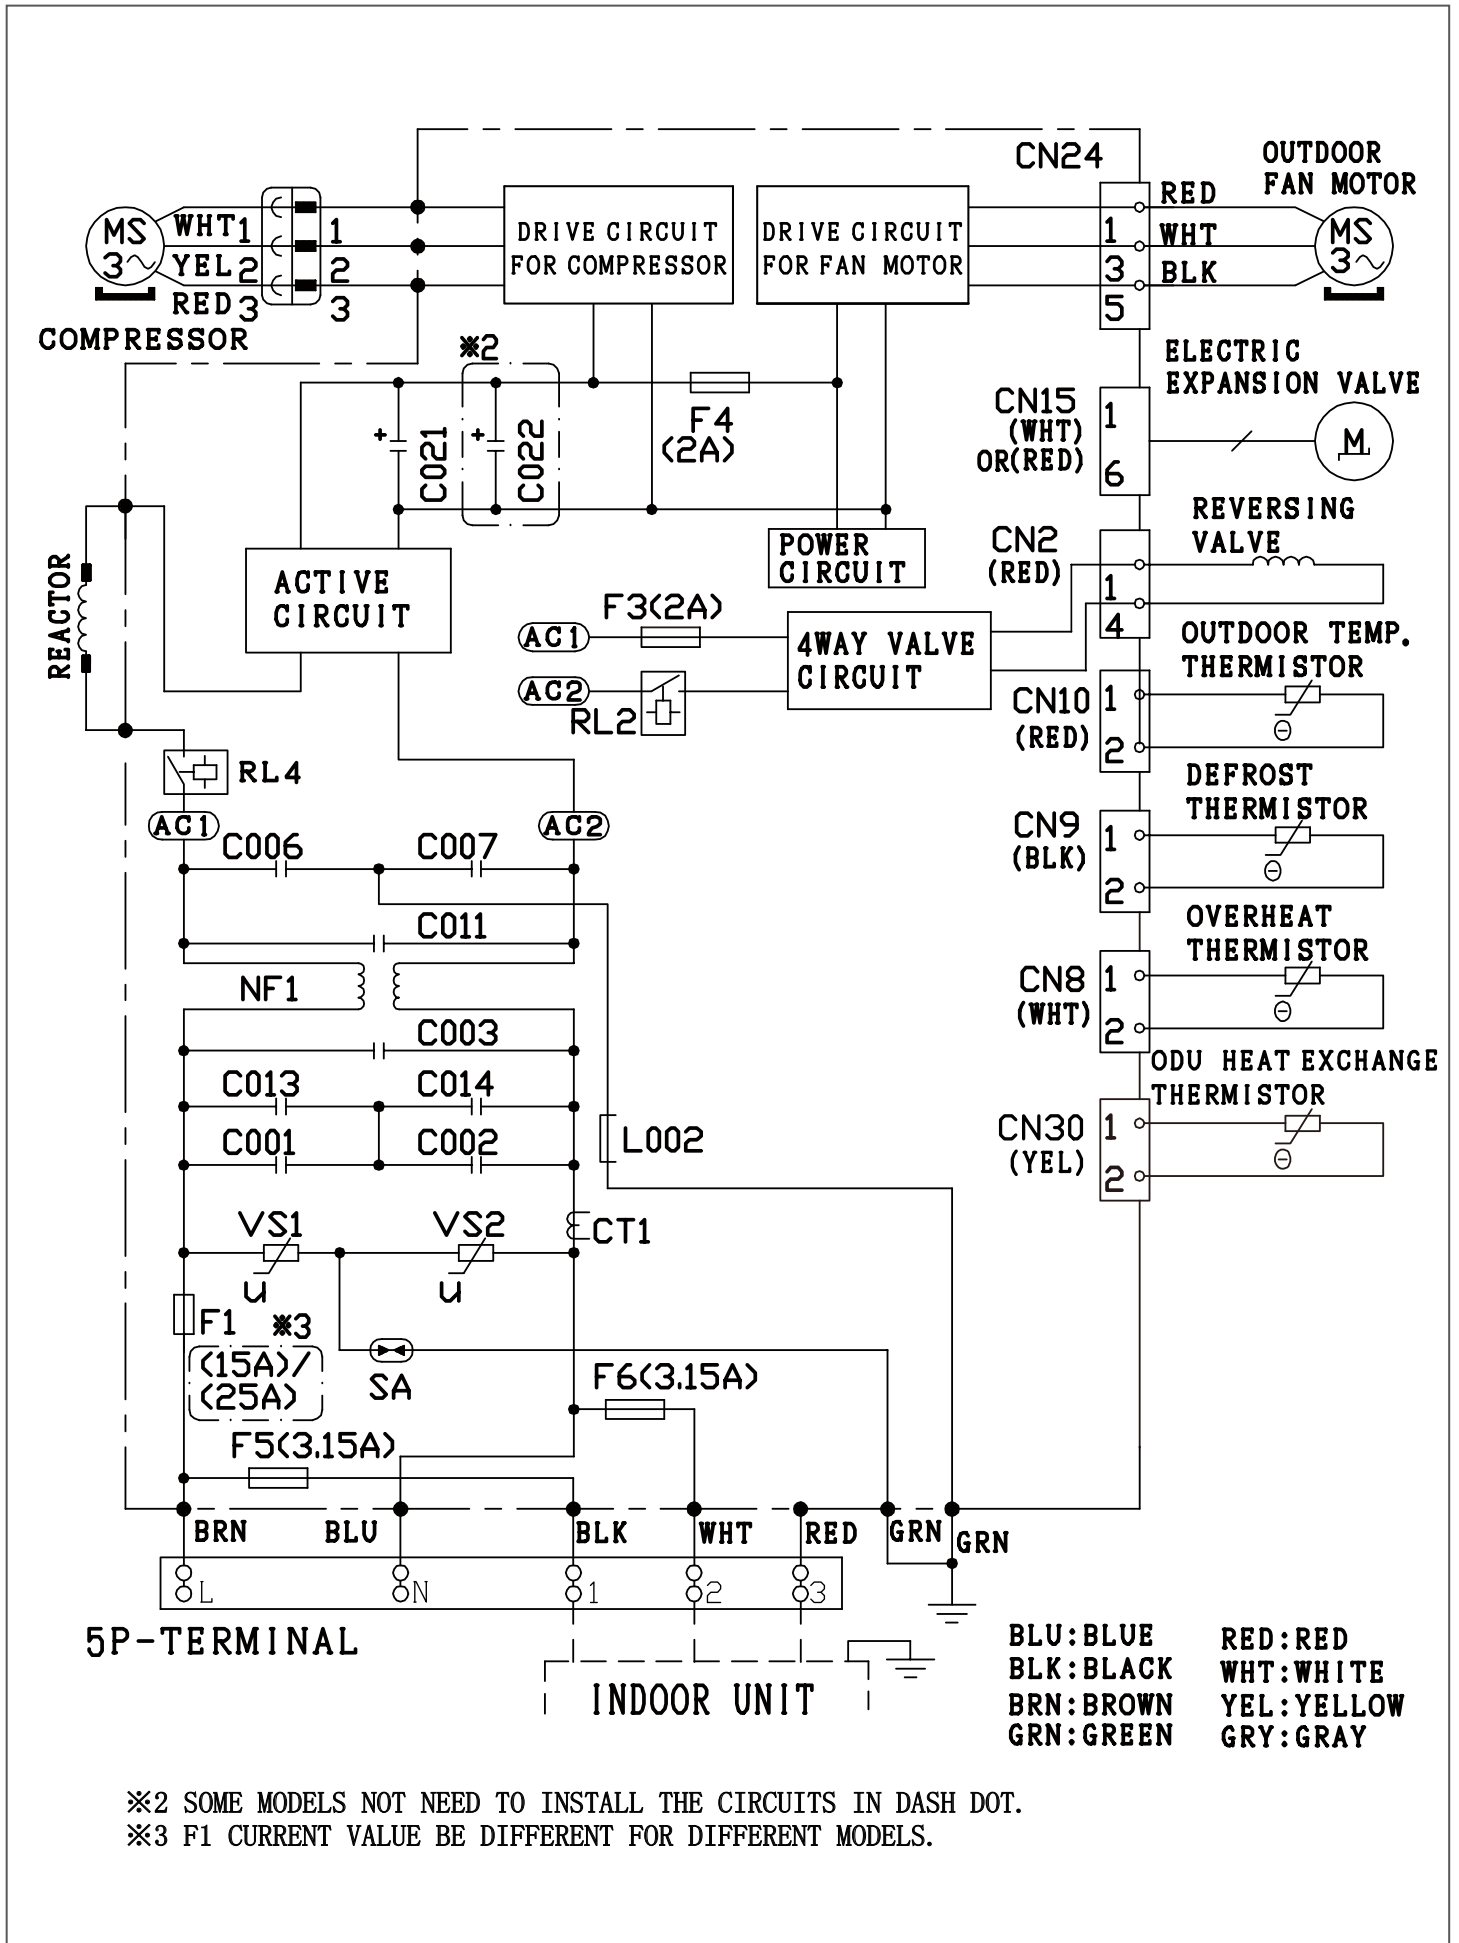 CN24
OUTDOOR
FAN MOTOR
MS
3
WHT 1
YEL 2
RED 3
1
2
3
COMPRESSOR
DRIVE CIRCUIT
FOR COMPRESSOR
DRIVE CIRCUIT
FOR FAN MOTOR
1
3
5
RED
WHT
BLK
MS
3
※2
+
C021
+
C022
F4
(2A)
CN15
(WHT)
OR(RED)
1
6
ELECTRIC
EXPANSION VALVE
M
REACTOR
ACTIVE
CIRCUIT
POWER
CIRCUIT
CN2
(RED)
1
4
REVERSING
VALVE
F3(2A)
AC1
AC2
RL2
4WAY VALVE
CIRCUIT
CN10
(RED)
1
2
OUTDOOR TEMP.
THERMISTOR
Θ
RL4
AC1
AC2
CN9
(BLK)
1
2
DEFROST
THERMISTOR
Θ
C006
C007
C011
NF1
CN8
(WHT)
1
2
OVERHEAT
THERMISTOR
Θ
C003
C013
C014
C001
C002
L002
CN30
(YEL)
1
2
ODU HEAT EXCHANGE
THERMISTOR
Θ
VS1
U
VS2
U
CT1
F1
※3
(15A)/
(25A)
SA
F6(3.15A)
F5(3.15A)
BRN
BLU
BLK
WHT
RED
GRN
GRN
L
N
1
2
3
5P-TERMINAL
INDOOR UNIT
BLU:BLUE
BLK:BLACK
BRN:BROWN
GRN:GREEN
RED:RED
WHT:WHITE
YEL:YELLOW
GRY:GRAY
※2 SOME MODELS NOT NEED TO INSTALL THE CIRCUITS IN DASH DOT.
※3 F1 CURRENT VALUE BE DIFFERENT FOR DIFFERENT MODELS.